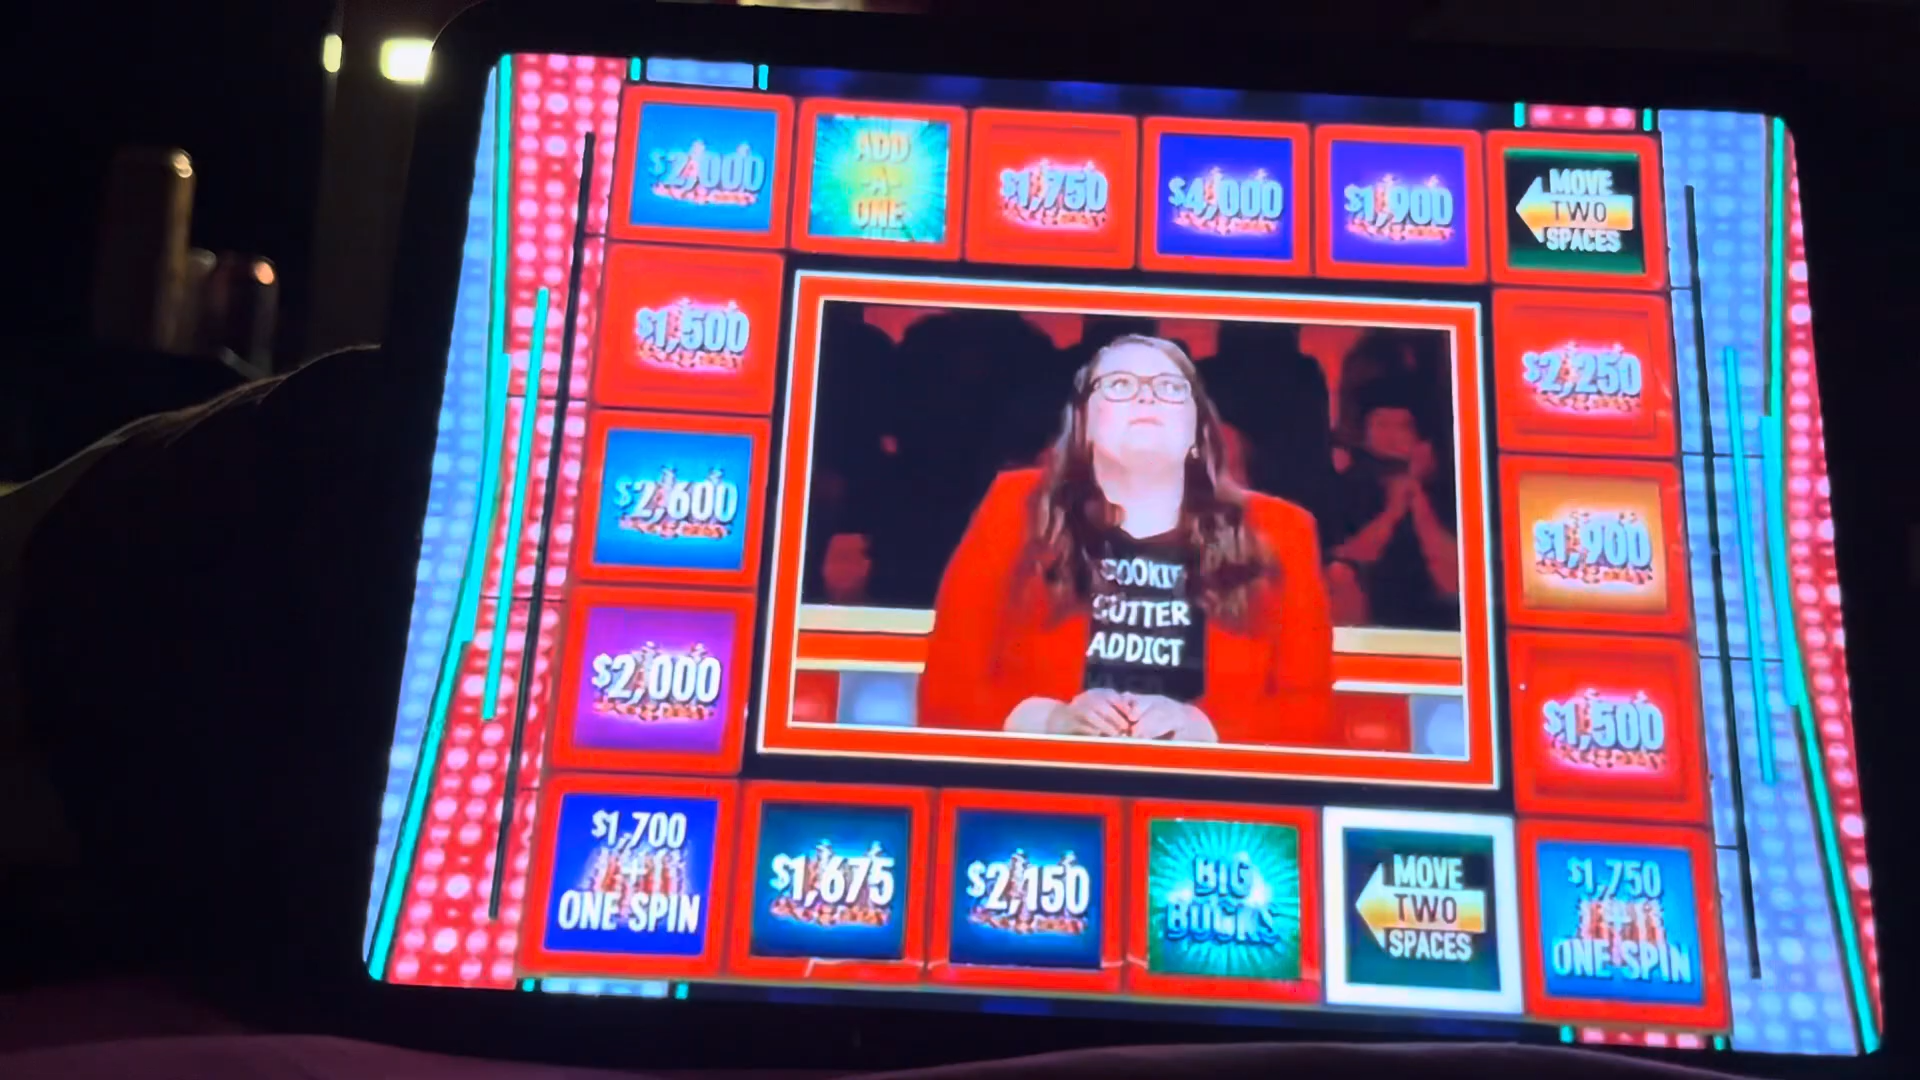 $2,000
ADD
-A-
ONE
$1,750
$4,000
$1,900
MOVE
TWO
SPACES
$1,500
$2,250
$2,600
$1,900
$2,000
$1,500
COOKIE
CUTTER
ADDICT
$1,700
+
ONE SPIN
$1,675
$2,150
BIG
BUCKS
MOVE
TWO
SPACES
$1,750
+
ONE SPIN